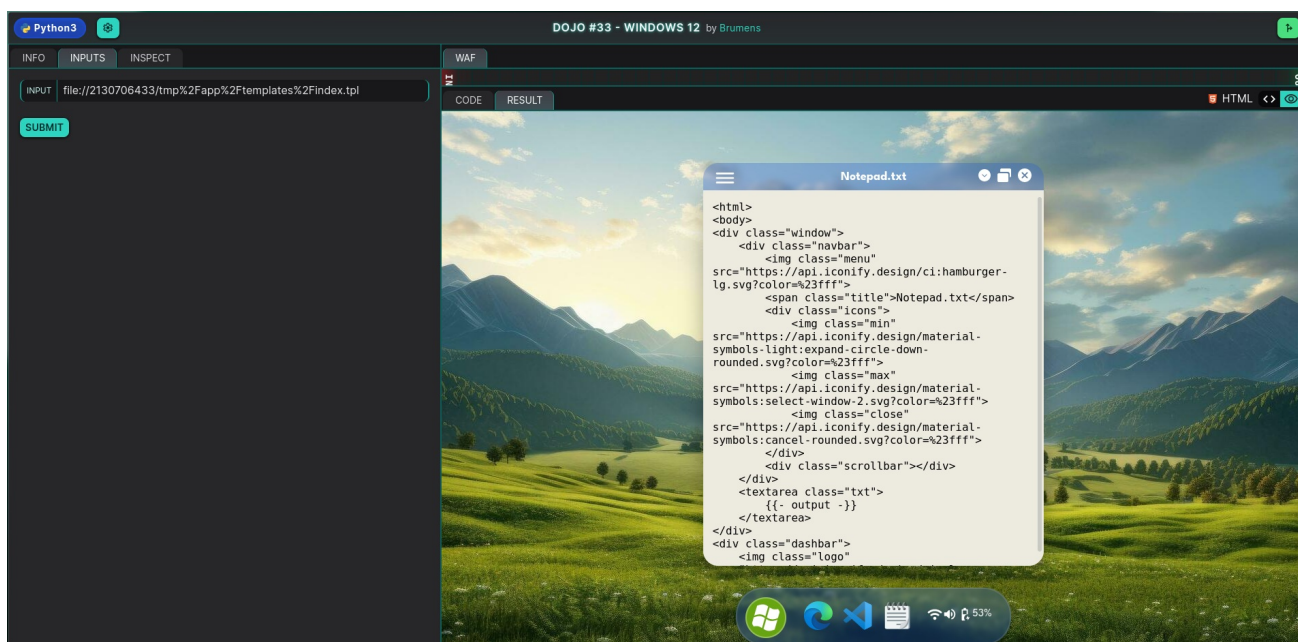 Python3
DOJO #33 - WINDOWS 12 by Brumens
INFO INPUTS INSPECT
INPUT file://2130706433/tmp%2Fapp%2Ftemplates%2Findex.tpl
SUBMIT
WAF
IN
CODE RESULT
HTML <>
Notepad.txt
<html>
<body>
<div class="window">
    <div class="navbar">
        <img class="menu"
src="https://api.iconify.design/ci:hamburger-
lg.svg?color=%23fff">
        <span class="title">Notepad.txt</span>
        <div class="icons">
            <img class="min"
src="https://api.iconify.design/material-
symbols-light:expand-circle-down-
rounded.svg?color=%23fff">
            <img class="max"
src="https://api.iconify.design/material-
symbols:select-window-2.svg?color=%23fff">
            <img class="close"
src="https://api.iconify.design/material-
symbols:cancel-rounded.svg?color=%23fff">
        </div>
        <div class="scrollbar"></div>
    </div>
    <textarea class="txt">
        {{- output -}}
    </textarea>
</div>
<div class="dashbar">
    <img class="logo"
53%